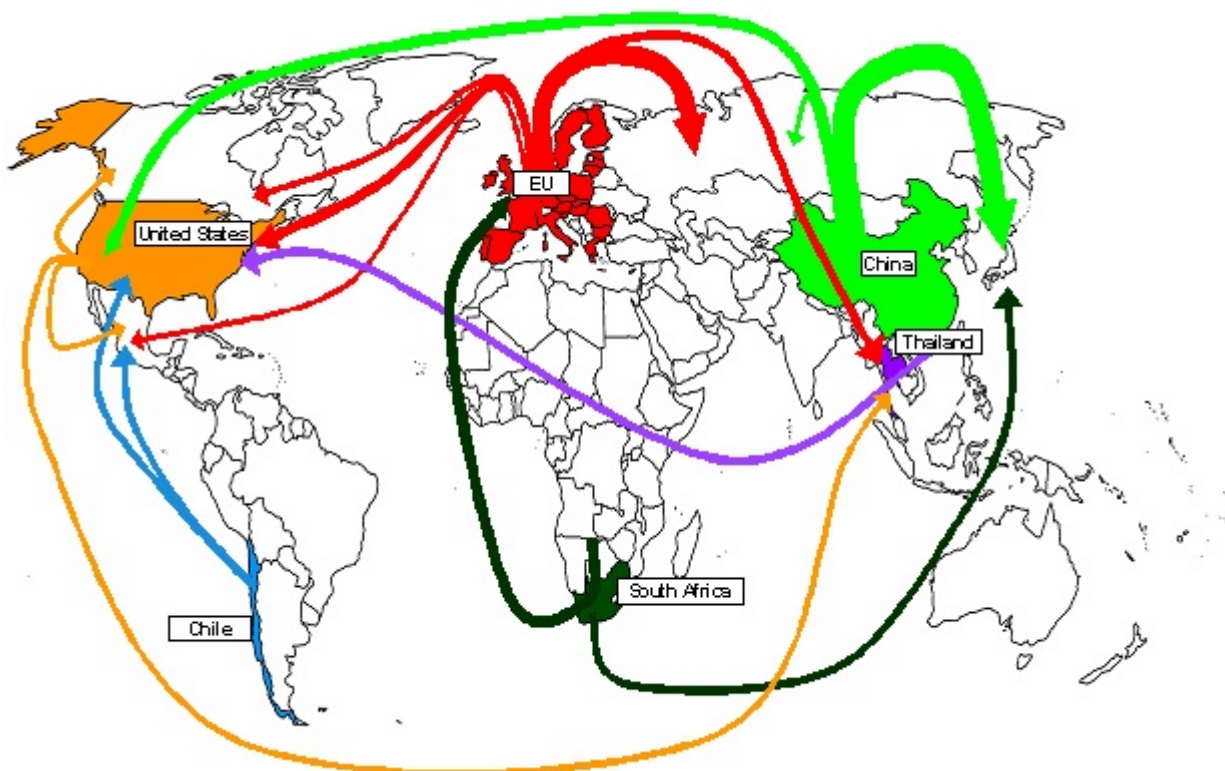 EU
United States
China
Thailand
South Africa
Chile